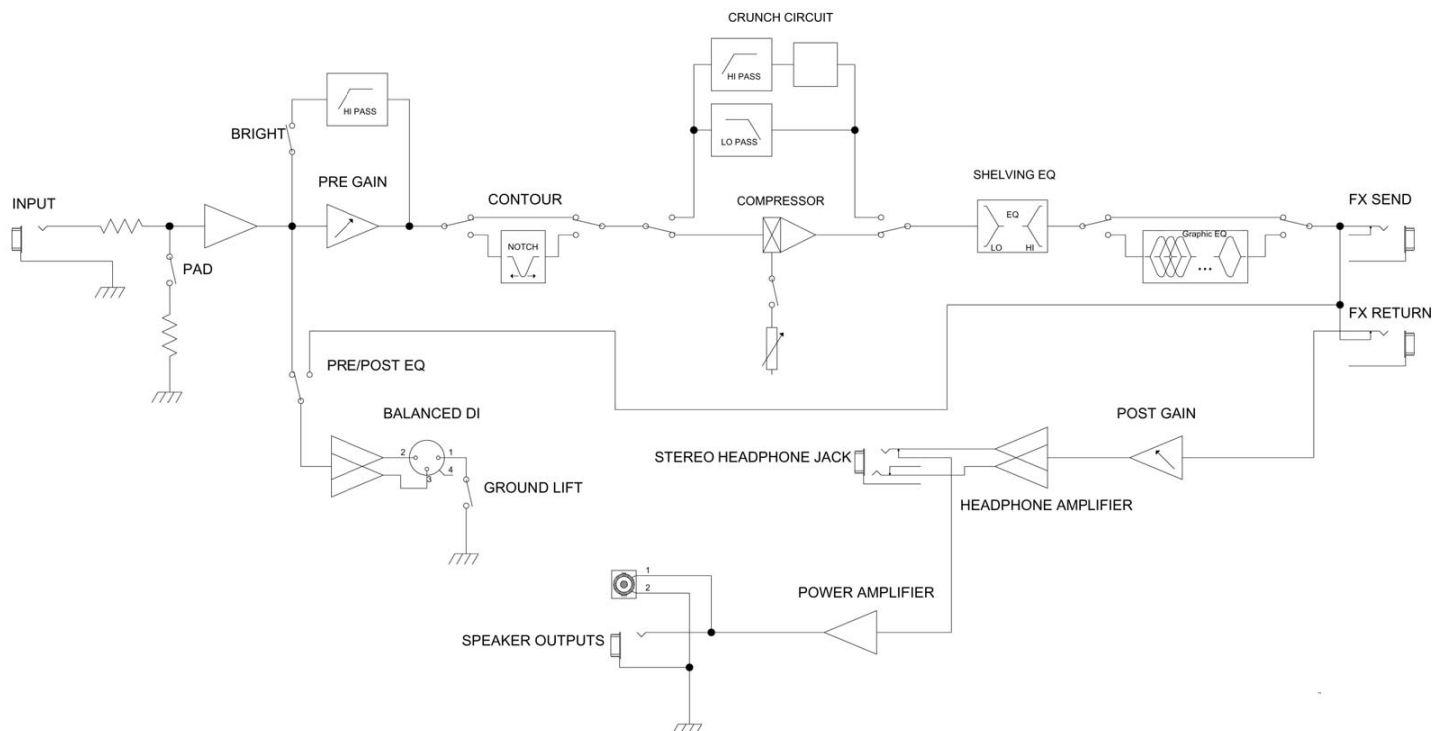 CRUNCH CIRCUIT
HI PASS
HI PASS
BRIGHT
LO PASS
PRE GAIN
SHELVING EQ
INPUT
CONTOUR
COMPRESSOR
FX SEND
EQ
LO HI
NOTCH
Graphic EQ
...
PAD
FX RETURN
PRE/POST EQ
BALANCED DI
POST GAIN
2
1
4
3
STEREO HEADPHONE JACK
GROUND LIFT
HEADPHONE AMPLIFIER
1
2
POWER AMPLIFIER
SPEAKER OUTPUTS